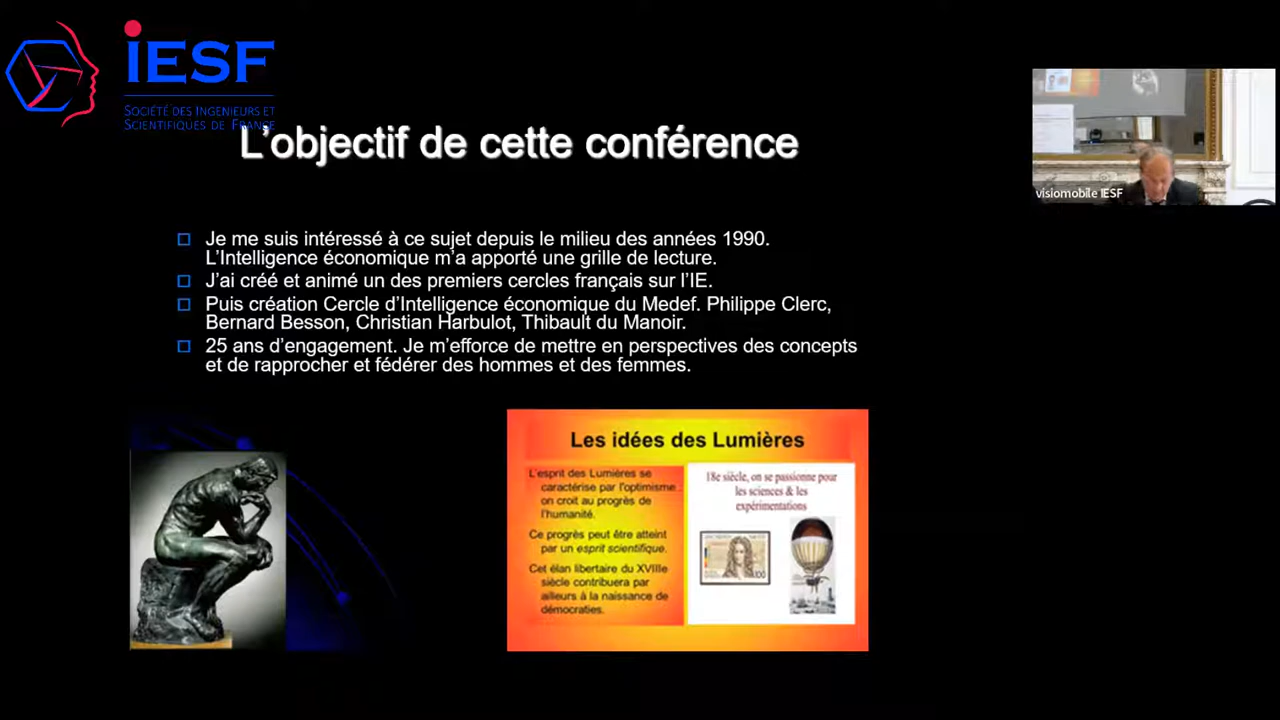 iESF
SOCIÉTÉ DES INGENIEURS ET
SCIENTIFIQUES DE FRANCE
L'objectif de cette conférence
visiomobile IESF
Je me suis intéressé à ce sujet depuis le milieu des années 1990.
L'Intelligence économique m'a apporté une grille de lecture.
J'ai créé et animé un des premiers cercles français sur l'IE.
Puis création Cercle d'Intelligence économique du Medef. Philippe Clerc,
Bernard Besson, Christian Harbulot, Thibault du Manoir.
25 ans d'engagement. Je m'efforce de mettre en perspectives des concepts
et de rapprocher et fédérer des hommes et des femmes.
Les idées des Lumières
L'esprit des Lumières se
caractérise par l'optimisme :
on croit au progrès de
l'humanité.
Ce progrès peut être atteint
par un esprit scientifique.
Cet élan libertaire du XVIIIe
siècle contribuera par
ailleurs à la naissance de
démocraties.
18e siècle, on se passionne pour
les sciences & les
expérimentations
100